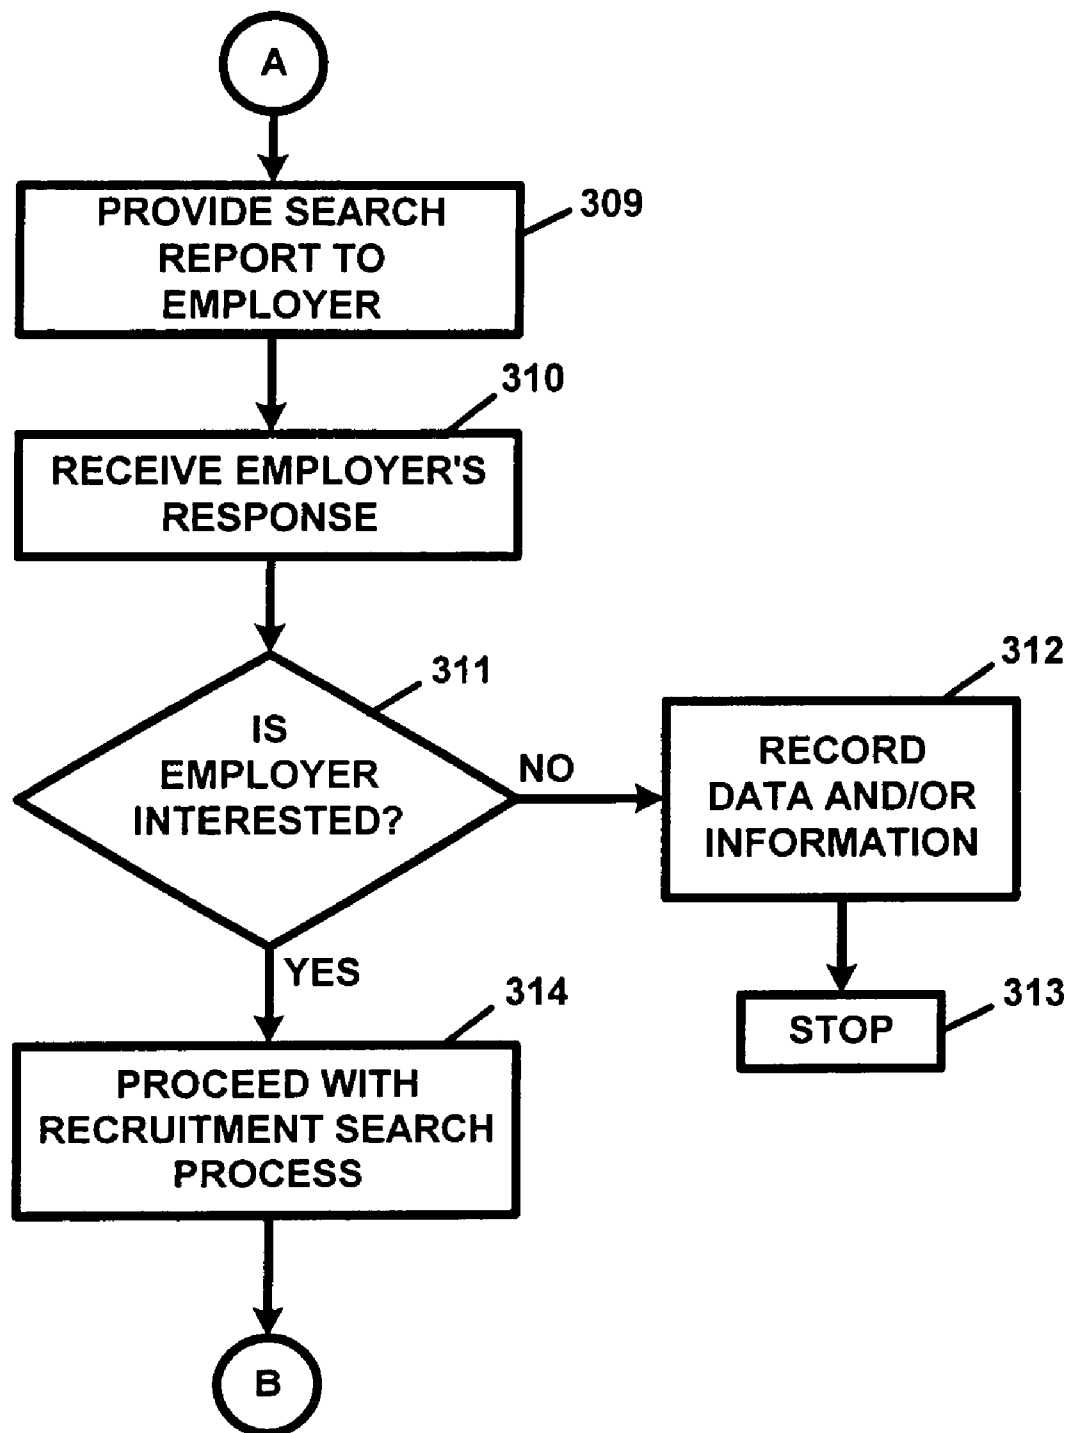 A
PROVIDE SEARCH
REPORT TO
EMPLOYER
309
310
RECEIVE EMPLOYER'S
RESPONSE
311
IS
EMPLOYER
INTERESTED?
NO
312
RECORD
DATA AND/OR
INFORMATION
YES
314
313
STOP
PROCEED WITH
RECRUITMENT SEARCH
PROCESS
B